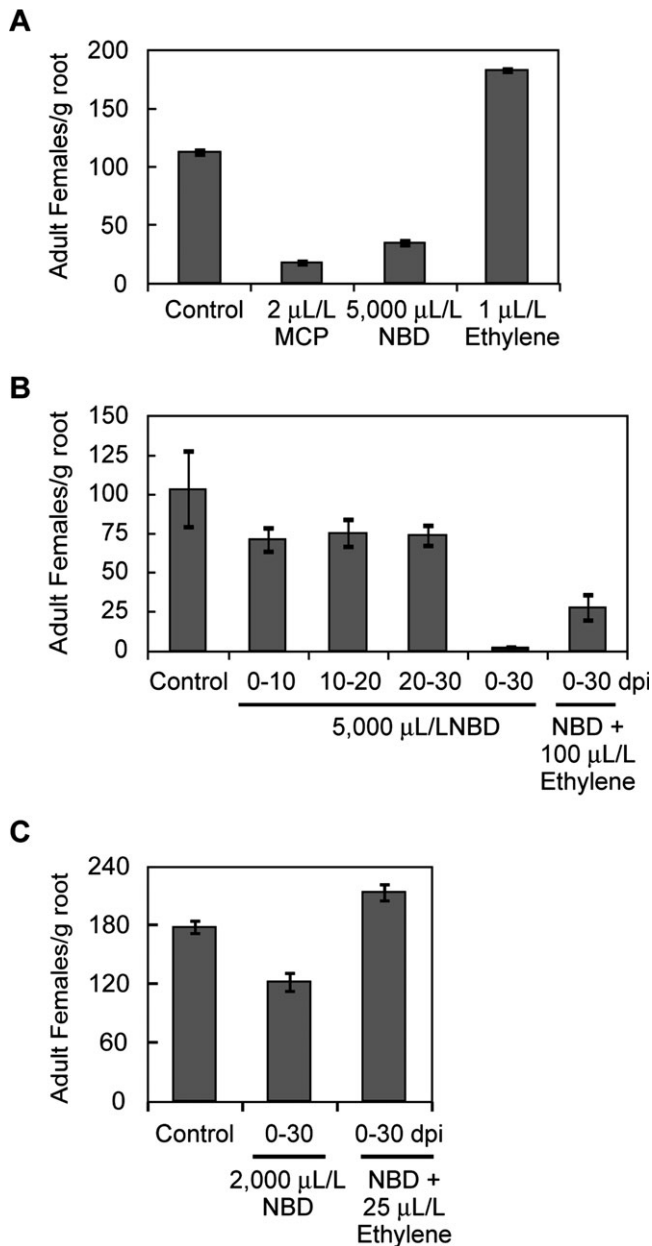 A
Adult Females/g root
200
150
100
50
0
Control
2 μL/L
MCP
5,000 μL/L
NBD
1 μL/L
Ethylene
B
Adult Females/g root
150
125
100
75
50
25
0
Control 0-10 10-20 20-30 0-30 0-30 dpi
5,000 μL/LNBD
NBD +
100 μL/L
Ethylene
C
Adult Females/g root
240
180
120
60
0
Control 0-30 0-30 dpi
2,000 μL/L
NBD
NBD +
25 μL/L
Ethylene